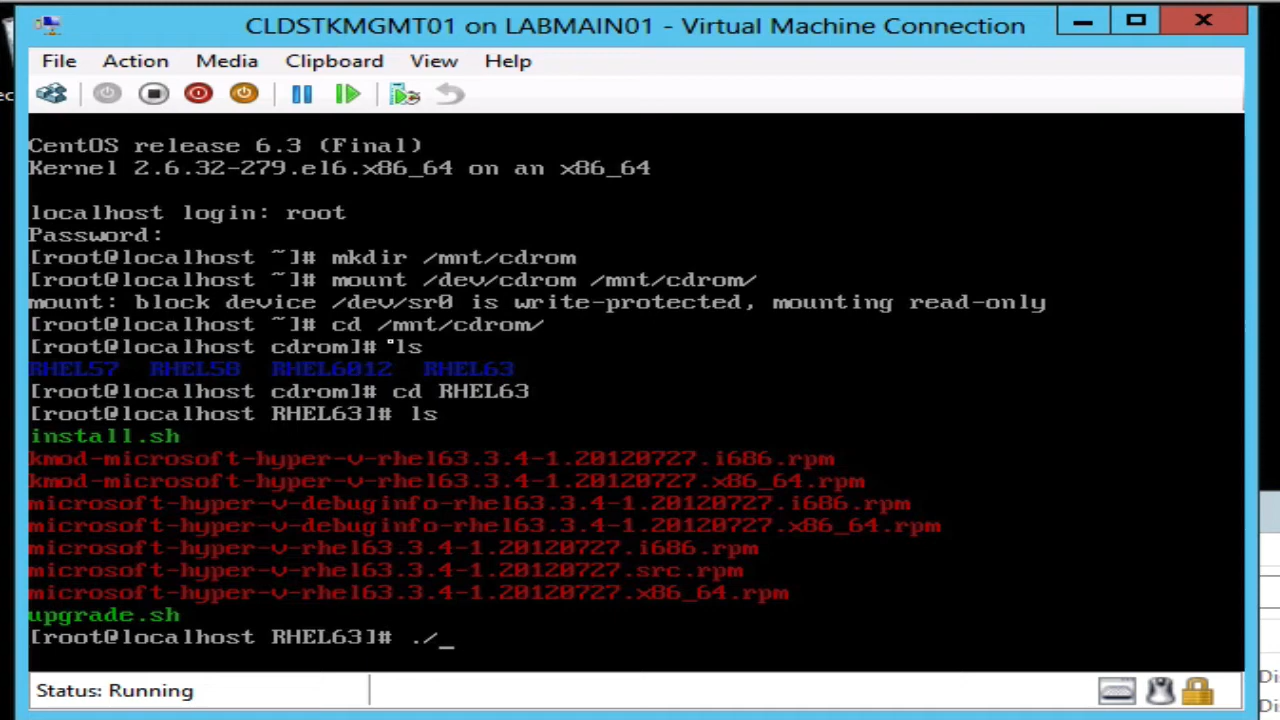 CLDSTKMGMT01 on LABMAIN01 - Virtual Machine Connection
File Action Media Clipboard View Help
CentOS release 6.3 (Final)
Kernel 2.6.32-279.el6.x86_64 on an x86_64
localhost login: root
Password:
[root@localhost ~]# mkdir /mnt/cdrom
[root@localhost ~]# mount /dev/cdrom /mnt/cdrom/
mount: block device /dev/sr0 is write-protected, mounting read-only
[root@localhost ~]# cd /mnt/cdrom/
[root@localhost cdrom]# ls
RHEL57 RHEL58 RHEL6012 RHEL63
[root@localhost cdrom]# cd RHEL63
[root@localhost RHEL63]# ls
install.sh
kmod-microsoft-hyper-v-rhel63.3.4-1.20120727.i686.rpm
kmod-microsoft-hyper-v-rhel63.3.4-1.20120727.x86_64.rpm
microsoft-hyper-v-debuginfo-rhel63.3.4-1.20120727.i686.rpm
microsoft-hyper-v-debuginfo-rhel63.3.4-1.20120727.x86_64.rpm
microsoft-hyper-v-rhel63.3.4-1.20120727.i686.rpm
microsoft-hyper-v-rhel63.3.4-1.20120727.src.rpm
microsoft-hyper-v-rhel63.3.4-1.20120727.x86_64.rpm
upgrade.sh
[root@localhost RHEL63]# ./_
Status: Running